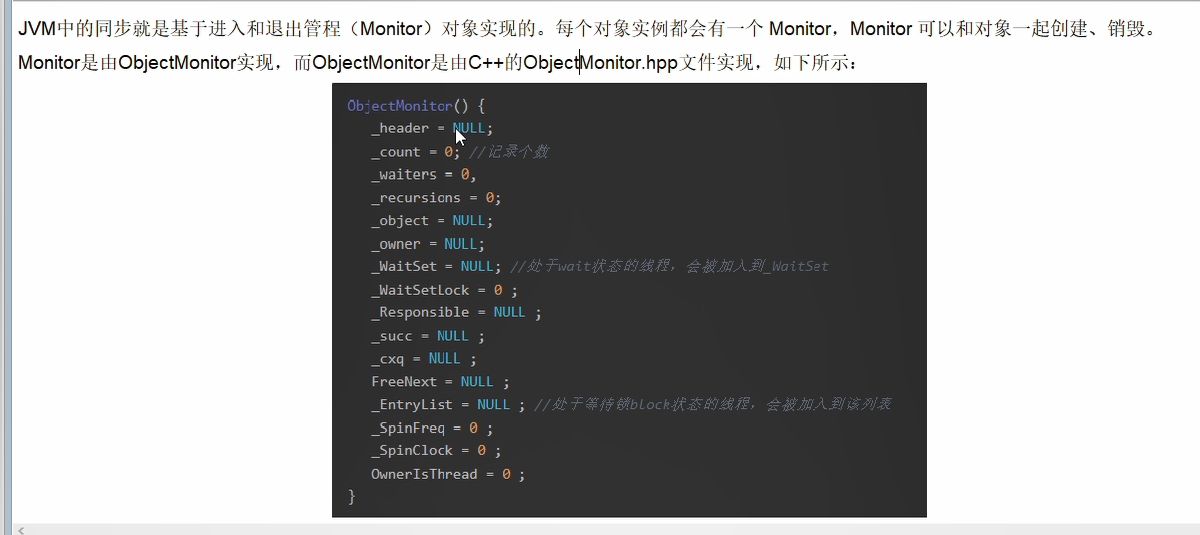 JVM中的同步就是基于进入和退出管程（Monitor）对象实现的。每个对象实例都会有一个 Monitor，Monitor 可以和对象一起创建、销毁。
Monitor是由ObjectMonitor实现，而ObjectMonitor是由C++的ObjectMonitor.hpp文件实现，如下所示：
ObjectMonitor() {
_header = NULL;
_count = 0; //记录个数
_waiters = 0,
_recursions = 0;
_object = NULL;
_owner = NULL;
_WaitSet = NULL; //处于wait状态的线程，会被加入到_WaitSet
_WaitSetLock = 0 ;
_Responsible = NULL ;
_succ = NULL ;
_cxq = NULL ;
FreeNext = NULL ;
_EntryList = NULL ; //处于等待锁block状态的线程，会被加入到该列表
_SpinFreq = 0 ;
_SpinClock = 0 ;
OwnerIsThread = 0 ;
}